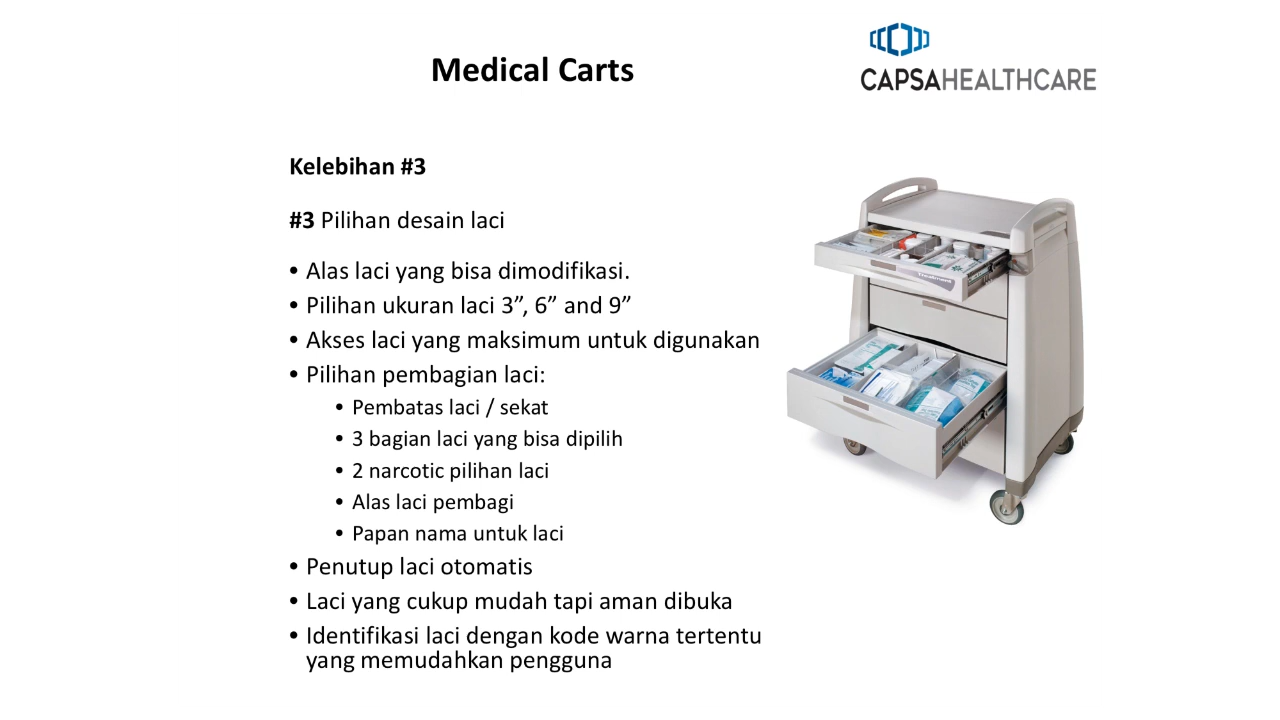 Medical Carts
CAPSAHEALTHCARE
Kelebihan #3
#3 Pilihan desain laci
• Alas laci yang bisa dimodifikasi.
• Pilihan ukuran laci 3”, 6” and 9”
• Akses laci yang maksimum untuk digunakan
• Pilihan pembagian laci:
• Pembatas laci / sekat
• 3 bagian laci yang bisa dipilih
• 2 narcotic pilihan laci
• Alas laci pembagi
• Papan nama untuk laci
• Penutup laci otomatis
• Laci yang cukup mudah tapi aman dibuka
• Identifikasi laci dengan kode warna tertentu
yang memudahkan pengguna